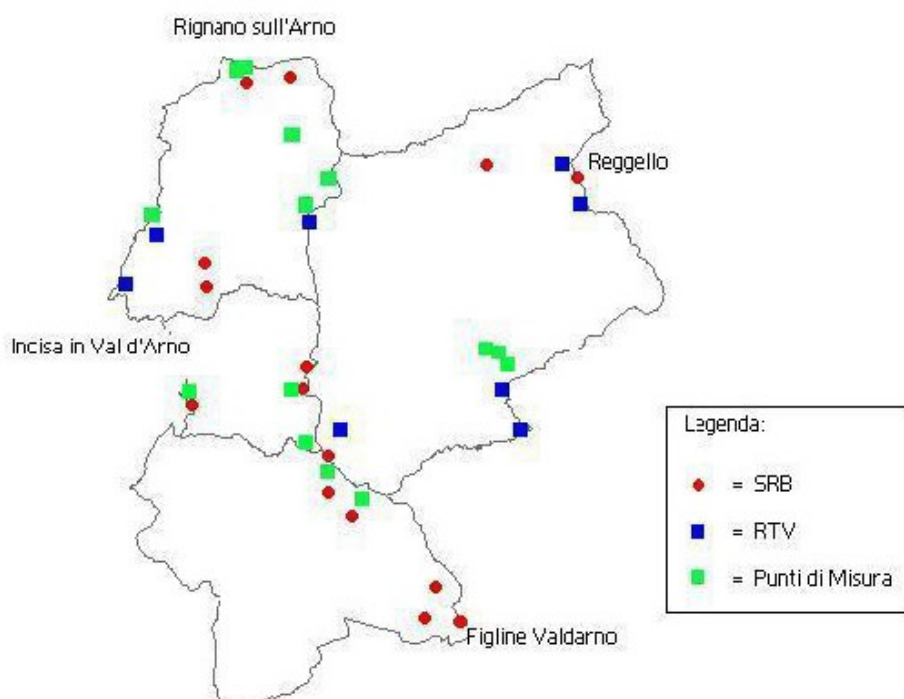 Rignano sull'Arno
Reggello
Incisa in Val d'Arno
Figline Valdarno
Legenda:
= SRB
= RTV
= Punti di Misura